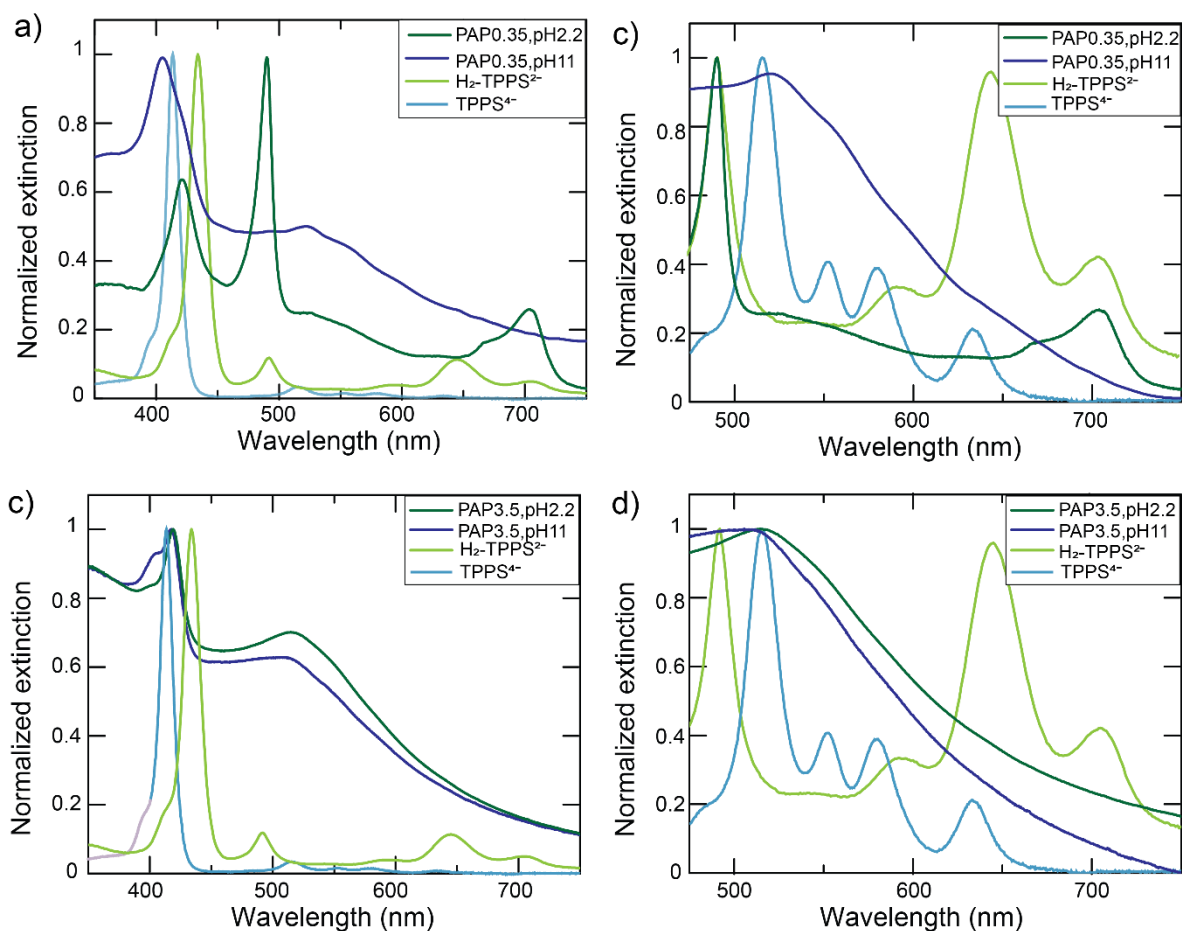 a)
PAP0.35,pH2.2
PAP0.35,pH11
H₂-TPPS²⁻
TPPS⁴⁻
1
0.8
0.6
0.4
0.2
0
Normalized extinction
400
500
600
700
Wavelength (nm)
c)
PAP0.35,pH2.2
PAP0.35,pH11
H₂-TPPS²⁻
TPPS⁴⁻
1
0.8
0.6
0.4
0.2
0
Normalized extinction
500
600
700
Wavelength (nm)
c)
PAP3.5,pH2.2
PAP3.5,pH11
H₂-TPPS²⁻
TPPS⁴⁻
1
0.8
0.6
0.4
0.2
0
Normalized extinction
400
500
600
700
Wavelength (nm)
d)
PAP3.5,pH2.2
PAP3.5,pH11
H₂-TPPS²⁻
TPPS⁴⁻
1
0.8
0.6
0.4
0.2
0
Normalized extinction
500
600
700
Wavelength (nm)